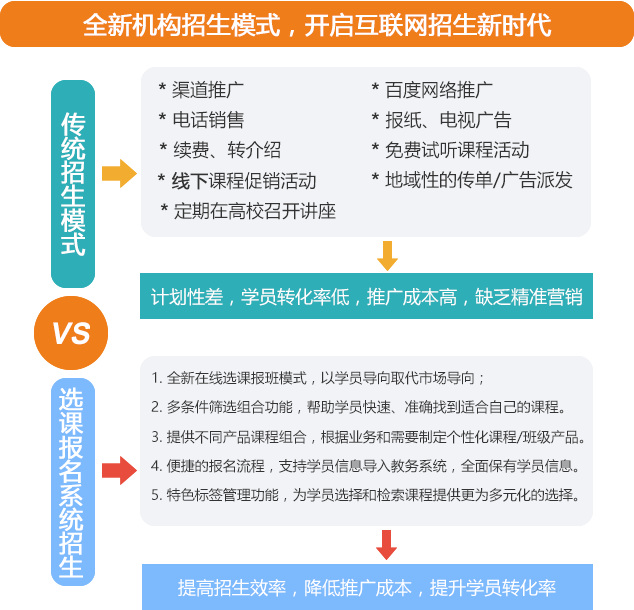 全新机构招生模式，开启互联网招生新时代
传统招生模式
* 渠道推广
* 百度网络推广
* 电话销售
* 报纸、电视广告
* 续费、转介绍
* 免费试听课程活动
* 线下课程促销活动
* 地域性的传单/广告派发
* 定期在高校召开讲座
计划性差，学员转化率低，推广成本高，缺乏精准营销
VS
选课报名系统招生
1. 全新在线选课报班模式，以学员导向取代市场导向；
2. 多条件筛选组合功能，帮助学员快速、准确找到适合自己的课程。
3. 提供不同产品课程组合，根据业务和需要制定个性化课程/班级产品。
4. 便捷的报名流程，支持学员信息导入教务系统，全面保有学员信息。
5. 特色标签管理功能，为学员选择和检索课程提供更为多元化的选择。
提高招生效率，降低推广成本，提升学员转化率